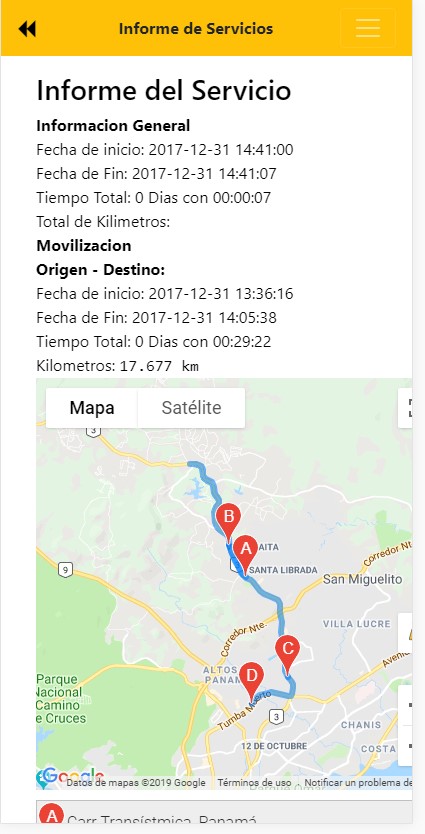 Informe de Servicios
Informe del Servicio
Informacion General
Fecha de inicio: 2017-12-31 14:41:00
Fecha de Fin: 2017-12-31 14:41:07
Tiempo Total: 0 Dias con 00:00:07
Total de Kilimetros:
Movilizacion
Origen - Destino:
Fecha de inicio: 2017-12-31 13:36:16
Fecha de Fin: 2017-12-31 14:05:38
Tiempo Total: 0 Dias con 00:29:22
Kilometros: 17.677 km
Mapa Satélite
3
B
AITA
A
SANTA LIBRADA
9
Corredor Nte.
San Miguelito
Corredor Nte.
VILLA LUCRE
C
ALTOS
PANAM
D
Parque
Nacional
Camino
de Cruces
Tumba Muerto
3
CHANIS
12 DE OCTUBRE
COSTA
Google
Datos de mapas ©2019 Google Términos de uso Notificar un problema de
A Carr Transístmica, Panamá